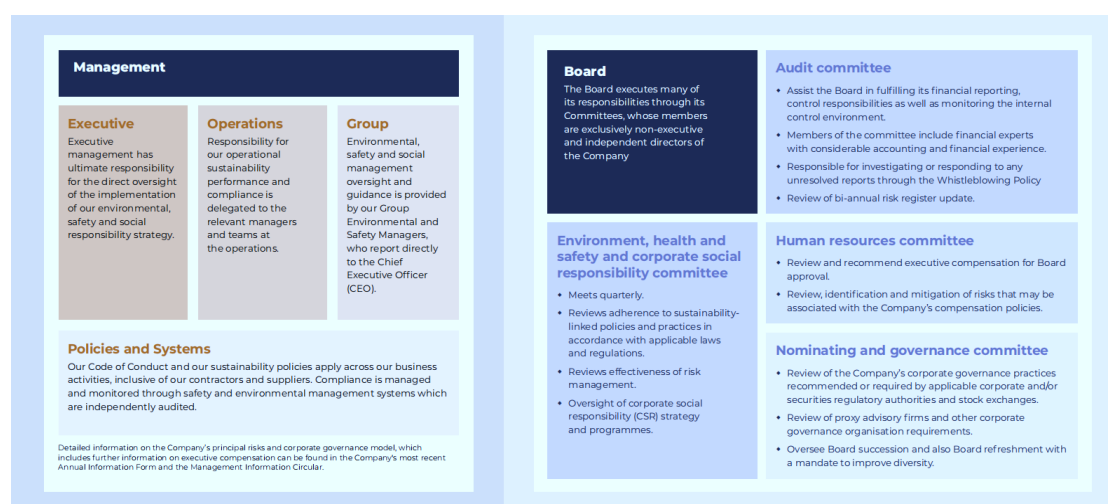 Management
Executive
Executive
management has
ultimate responsibility
for the direct oversight
of the implementation
of our environmental,
safety and social
responsibility strategy.
Operations
Responsibility for
our operational
sustainability
performance and
compliance is
delegated to the
relevant managers
and teams at
the operations.
Group
Environmental,
safety and social
management
oversight and
guidance is provided
by our Group
Environmental and
Safety Managers,
who report directly
to the Chief
Executive Officer
(CEO).
Policies and Systems
Our Code of Conduct and our sustainability policies apply across our business
activities, inclusive of our contractors and suppliers. Compliance is managed
and monitored through safety and environmental management systems which
are independently audited.
Detailed information on the Company's principal risks and corporate governance model, which
includes further information on executive compensation can be found in the Company's most recent
Annual Information Form and the Management Information Circular.
Board
The Board executes many of
its responsibilities through its
Committees, whose members
are exclusively non-executive
and independent directors of
the Company
Audit committee
• Assist the Board in fulfilling its financial reporting,
control responsibilities as well as monitoring the internal
control environment.
• Members of the committee include financial experts
with considerable accounting and financial experience.
• Responsible for investigating or responding to any
unresolved reports through the Whistleblowing Policy
• Review of bi-annual risk register update.
Environment, health and
safety and corporate social
responsibility committee
• Meets quarterly.
• Reviews adherence to sustainability-
linked policies and practices in
accordance with applicable laws
and regulations.
• Reviews effectiveness of risk
management.
• Oversight of corporate social
responsibility (CSR) strategy
and programmes.
Human resources committee
• Review and recommend executive compensation for Board
approval.
• Review, identification and mitigation of risks that may be
associated with the Company's compensation policies.
Nominating and governance committee
• Review of the Company's corporate governance practices
recommended or required by applicable corporate and/or
securities regulatory authorities and stock exchanges.
• Review of proxy advisory firms and other corporate
governance organisation requirements.
• Oversee Board succession and also Board refreshment with
a mandate to improve diversity.